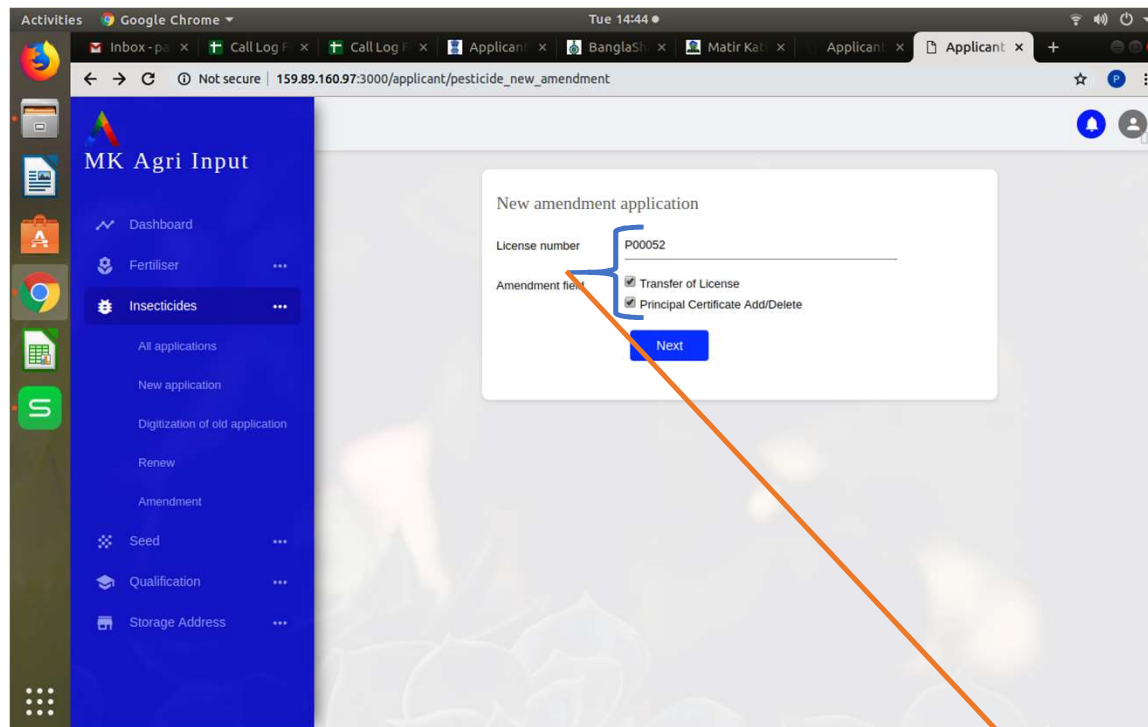 Activities Google Chrome Tue 14:44
Inbox - pa Call Log F Call Log F Applicant BanglaSh Matir Kat Applicant Applicant
Not secure 159.89.160.97:3000/applicant/pesticide_new_amendment P
MK Agri Input
Dashboard
Fertiliser
Insecticides
All applications
New application
Digitization of old application
Renew
Amendment
Seed
Qualification
Storage Address
New amendment application
License number P00052
Amendment field Transfer of License
Principal Certificate Add/Delete
Next